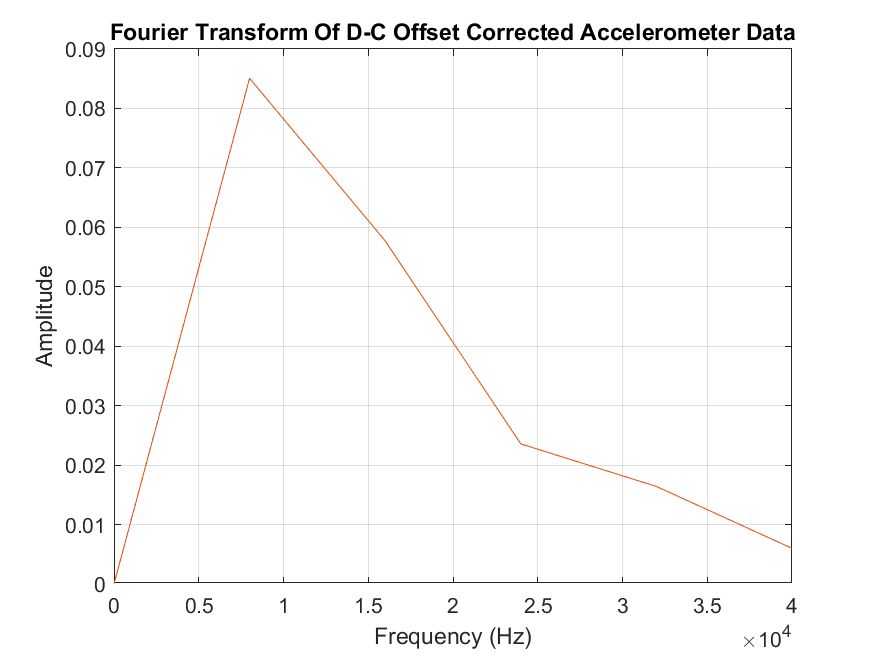 Fourier Transform Of D-C Offset Corrected Accelerometer Data
0.09
0.08
0.07
0.06
0.05
0.04
0.03
0.02
0.01
0
Amplitude
0 0.5 1 1.5 2 2.5 3 3.5 4
Frequency (Hz)
×10⁴